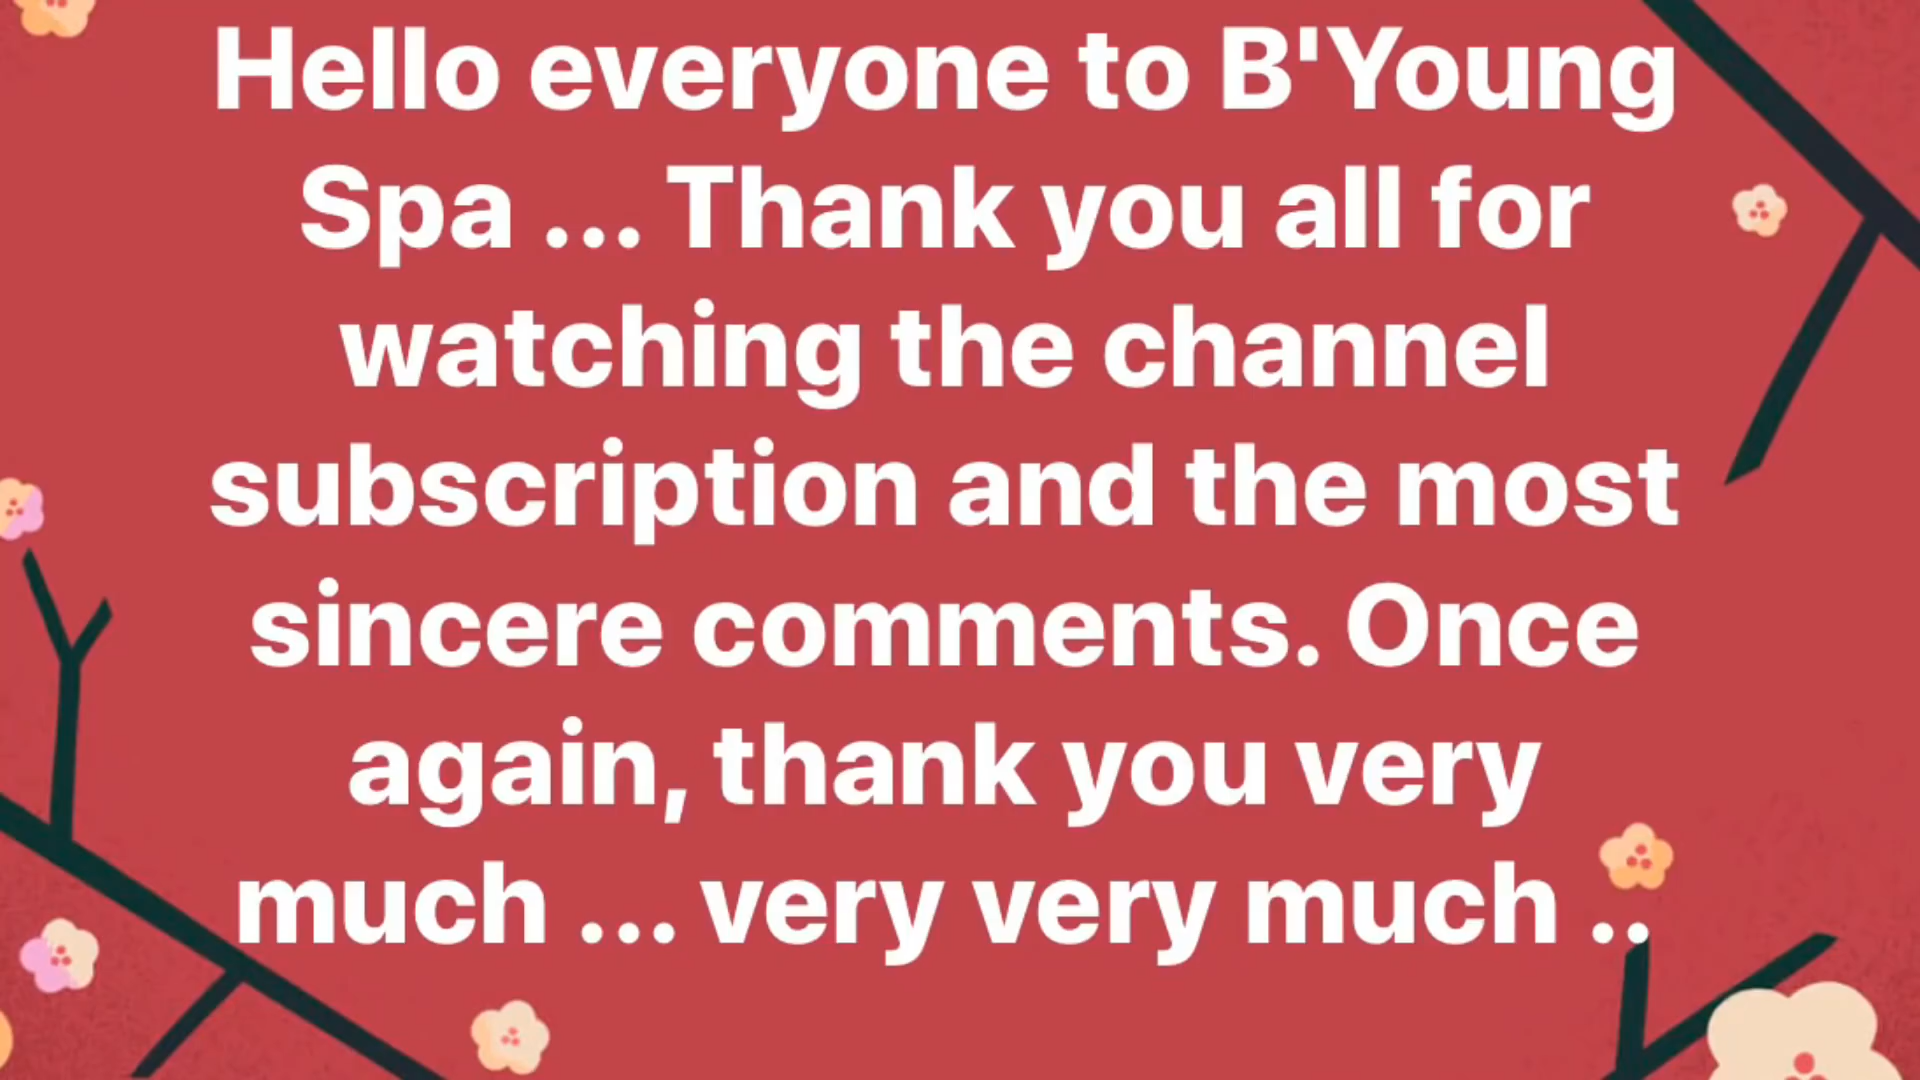 Hello everyone to B'Young
Spa ... Thank you all for
watching the channel
subscription and the most
sincere comments. Once
again, thank you very
much ... very very much ..